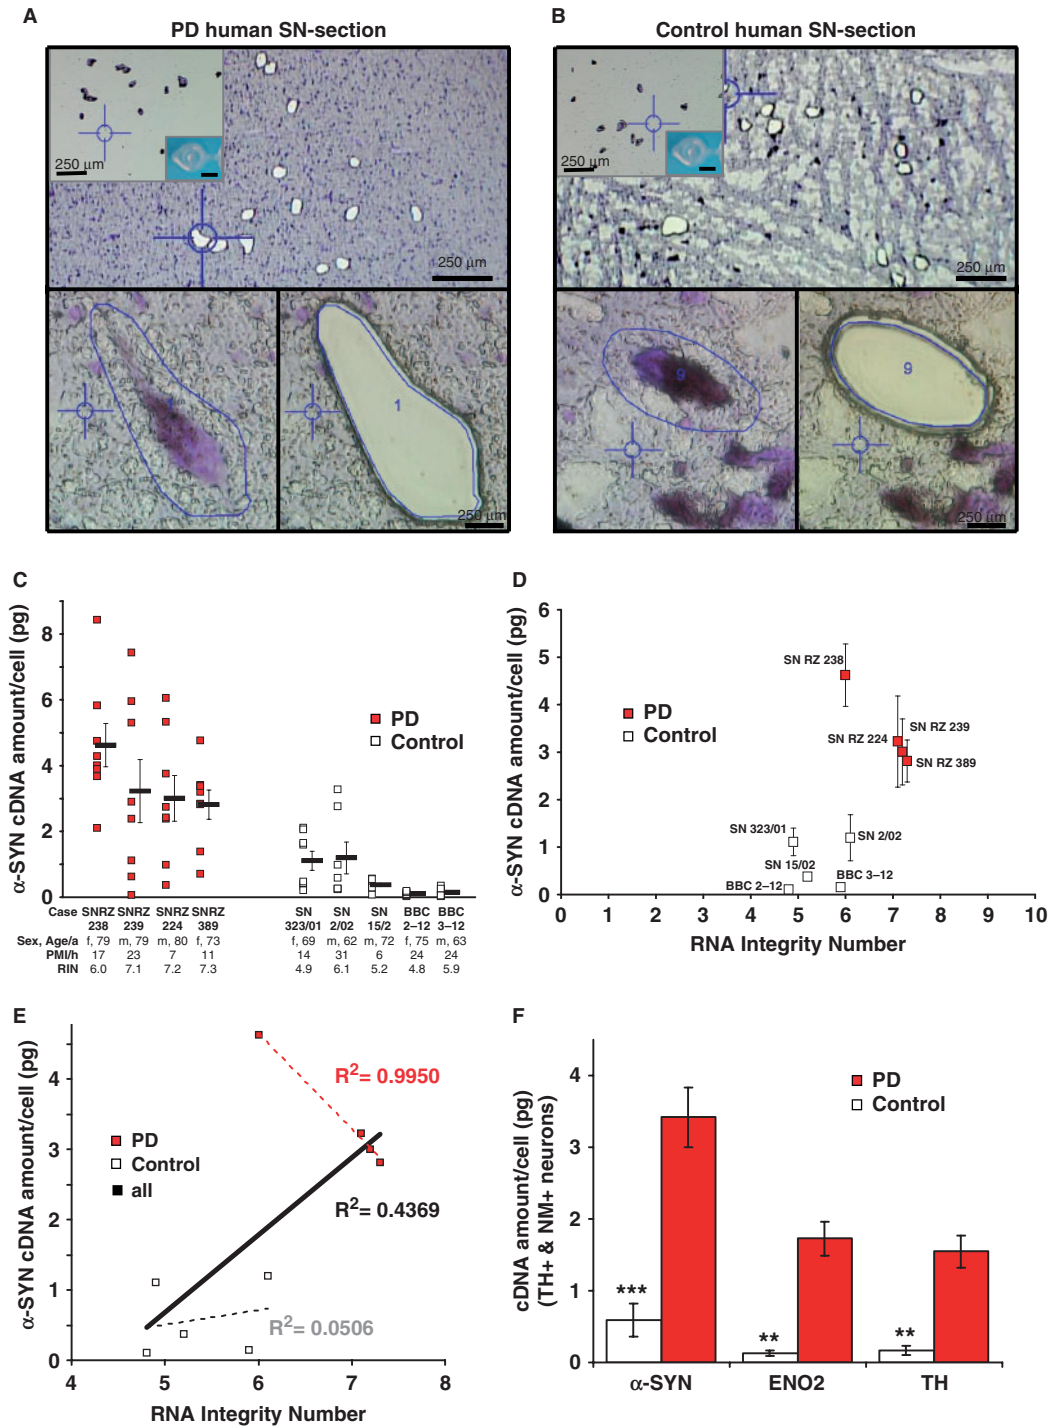 A
PD human SN-section
250 µm
250 µm
1
1
250 µm
B
Control human SN-section
250 µm
250 µm
9
9
250 µm
C
α-SYN cDNA amount/cell (pg)
8
6
4
2
0
PD
Control
Case SNRZ 238 SNRZ 239 SNRZ 224 SNRZ 389 SN 323/01 SN 2/02 SN 15/2 BBC 2–12 BBC 3–12
Sex, Age/a f, 79 m, 79 m, 80 f, 73 f, 69 m, 62 m, 72 f, 75 m, 63
PMI/h 17 23 7 11 14 31 6 24 24
RIN 6.0 7.1 7.2 7.3 4.9 6.1 5.2 4.8 5.9
D
α-SYN cDNA amount/cell (pg)
6
5
4
3
2
1
0
PD
Control
SN RZ 238
SN RZ 239
SN RZ 224
SN RZ 389
SN 323/01
SN 2/02
SN 15/02
BBC 3–12
BBC 2–12
0 1 2 3 4 5 6 7 8 9 10
RNA Integrity Number
E
α-SYN cDNA amount/cell (pg)
4
3
2
1
0
R²= 0.9950
PD
Control
all
R²= 0.4369
R²= 0.0506
4 5 6 7 8
RNA Integrity Number
F
cDNA amount/cell (pg)
(TH+ & NM+ neurons)
4
3
2
1
0
PD
Control
***
**
**
α-SYN ENO2 TH